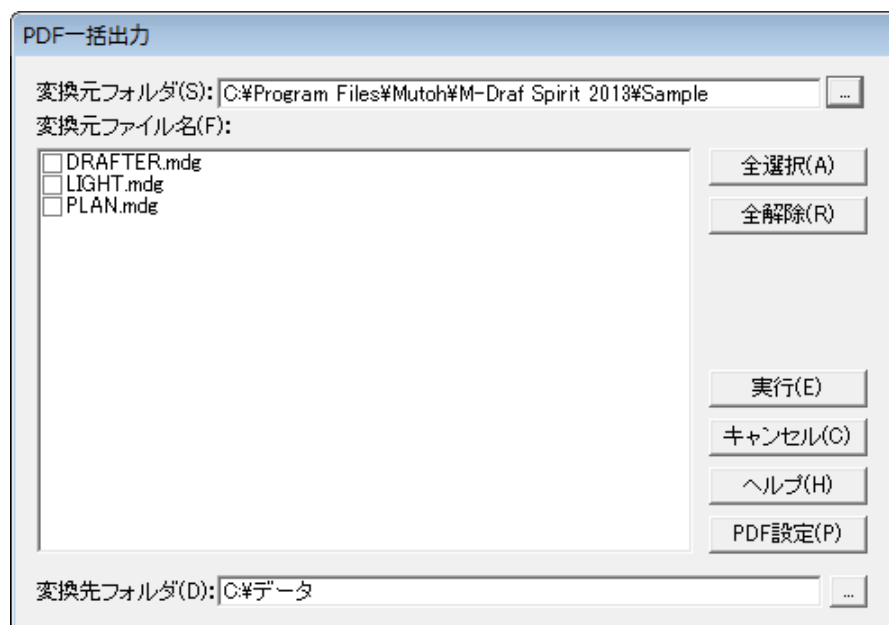 PDF一括出力
変換元フォルダ(S): C:¥Program Files¥Mutoh¥M-Draf Spirit 2013¥Sample ...
変換元ファイル名(F):
DRAFTER.mdg
LIGHT.mdg
PLAN.mdg
全選択(A)
全解除(R)
実行(E)
キャンセル(C)
ヘルプ(H)
PDF設定(P)
変換先フォルダ(D): C:¥データ ...